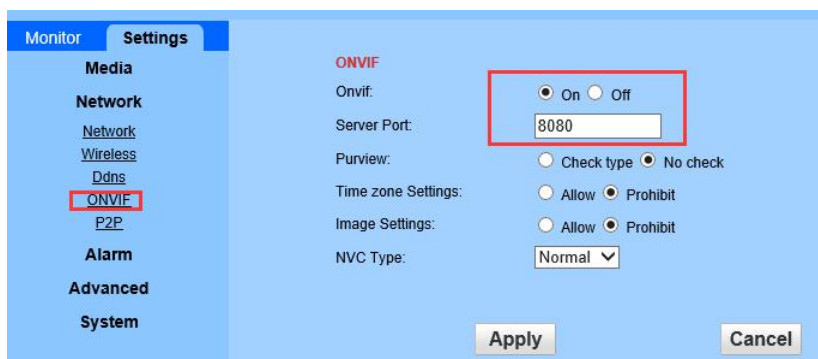 Monitor Settings
Media
Network
Network
Wireless
Ddns
ONVIF
P2P
Alarm
Advanced
System
ONVIF
Onvif: On Off
Server Port: 8080
Purview: Check type No check
Time zone Settings: Allow Prohibit
Image Settings: Allow Prohibit
NVC Type: Normal
Apply Cancel